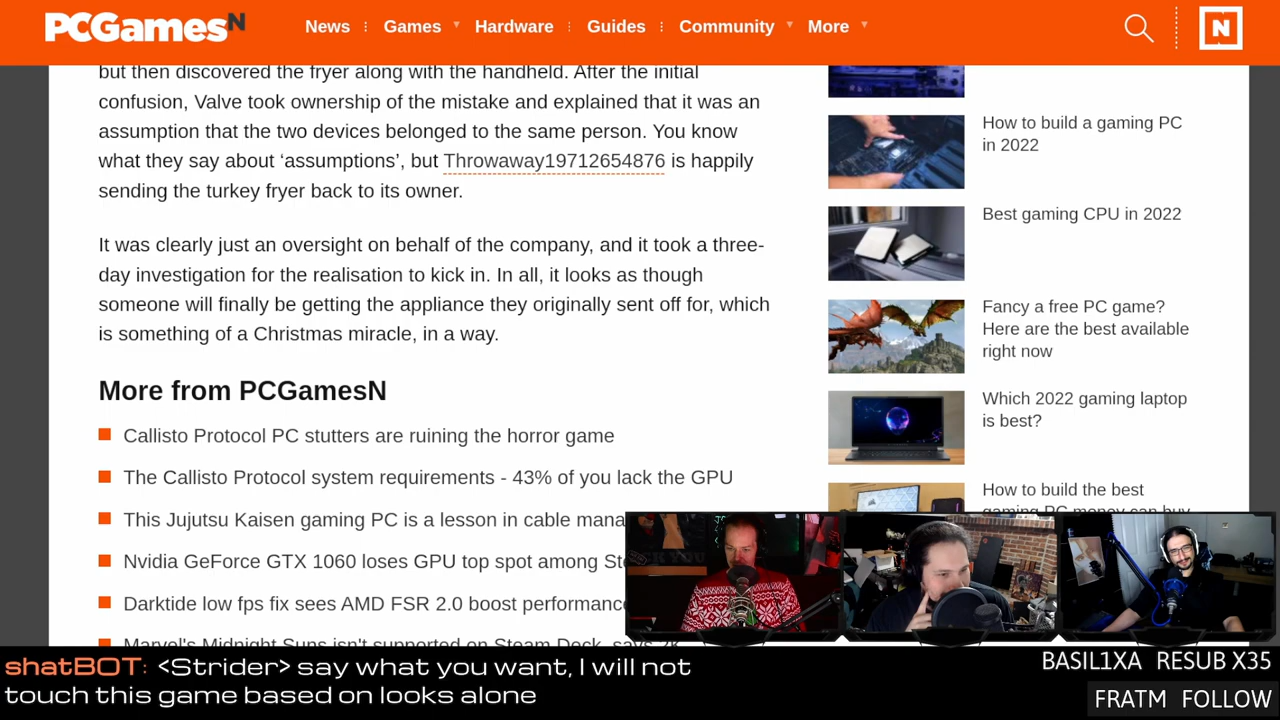 PCGamesN
News
Games
Hardware
Guides
Community
More
N
but then discovered the fryer along with the handheld. After the initial
confusion, Valve took ownership of the mistake and explained that it was an
assumption that the two devices belonged to the same person. You know
what they say about ‘assumptions’, but Throwaway19712654876 is happily
sending the turkey fryer back to its owner.
It was clearly just an oversight on behalf of the company, and it took a three-
day investigation for the realisation to kick in. In all, it looks as though
someone will finally be getting the appliance they originally sent off for, which
is something of a Christmas miracle, in a way.
More from PCGamesN
Callisto Protocol PC stutters are ruining the horror game
The Callisto Protocol system requirements - 43% of you lack the GPU
This Jujutsu Kaisen gaming PC is a lesson in cable mana
Nvidia GeForce GTX 1060 loses GPU top spot among Ste
Darktide low fps fix sees AMD FSR 2.0 boost performance
Marvel's Midnight Suns isn't supported on Steam Deck, says 2K
How to build a gaming PC
in 2022
Best gaming CPU in 2022
Fancy a free PC game?
Here are the best available
right now
Which 2022 gaming laptop
is best?
How to build the best
gaming PC money can buy
shatBOT: <Strider> say what you want, I will not
touch this game based on looks alone
BASIL1XA RESUB X35
FRATM FOLLOW